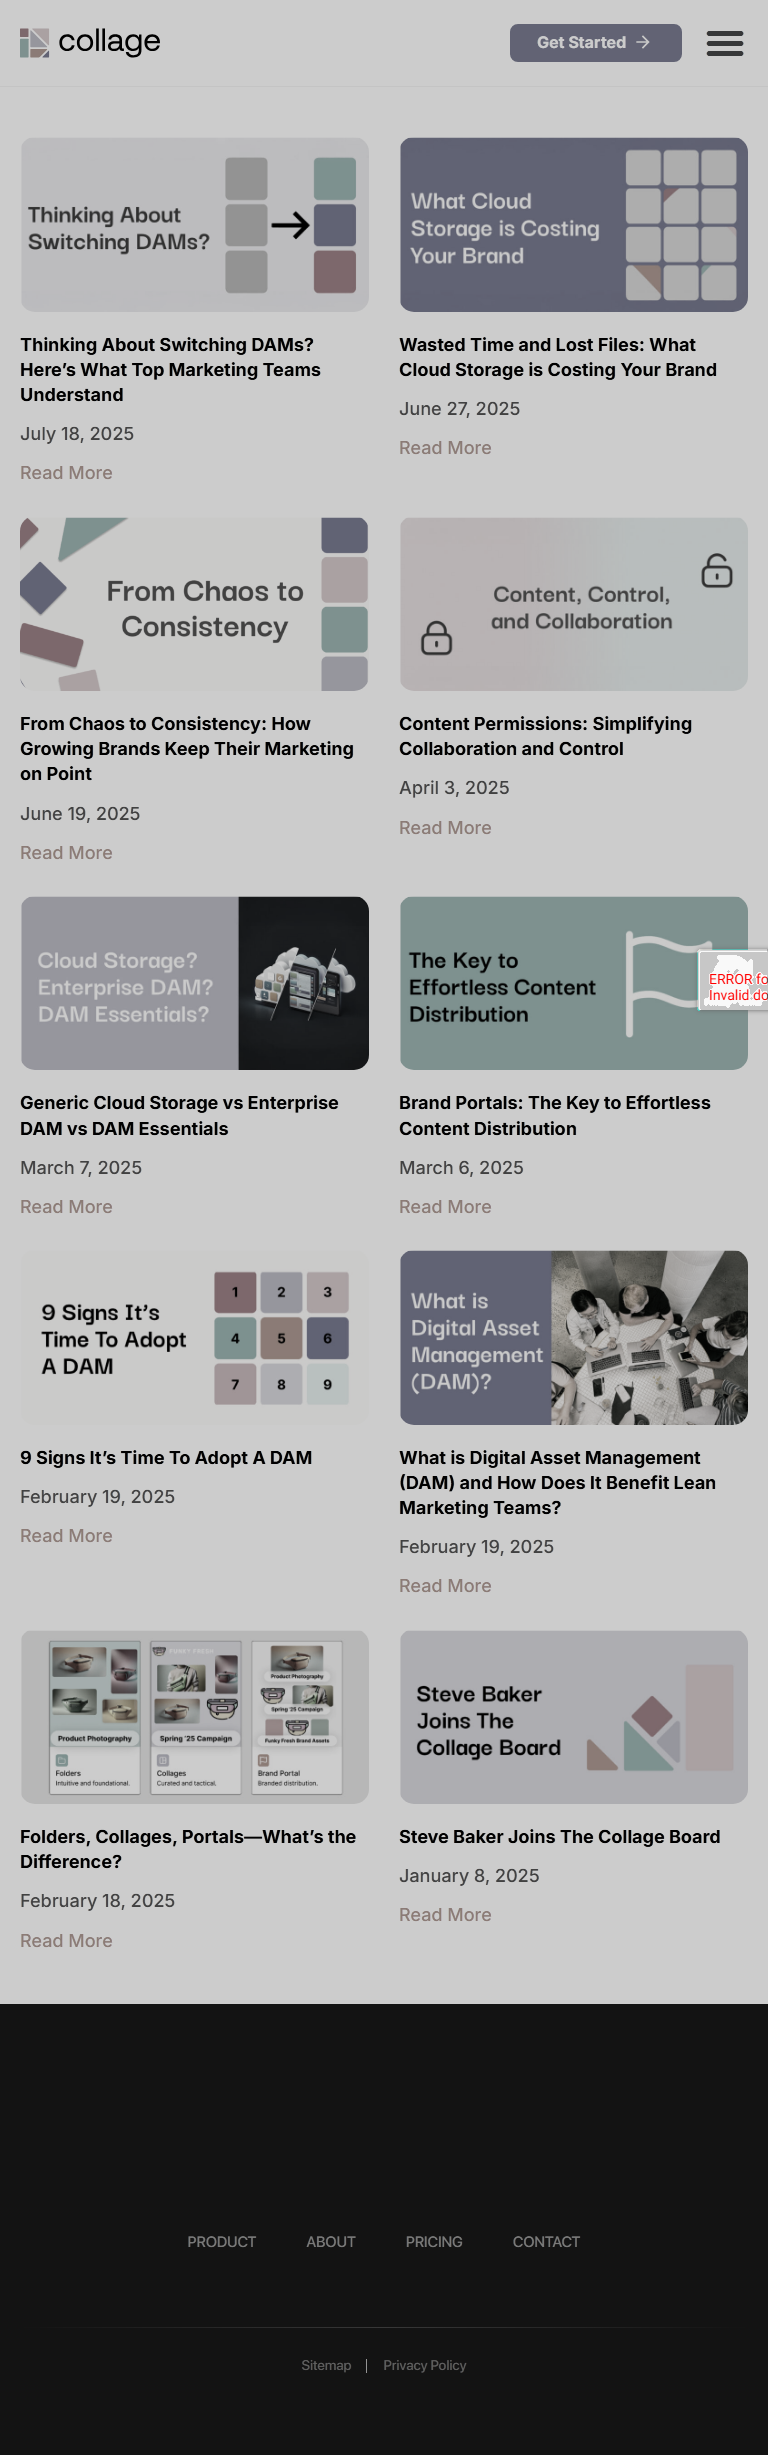 collage
Get Started →
Thinking About
Switching DAMs?
Thinking About Switching DAMs?
Here’s What Top Marketing Teams
Understand
July 18, 2025
Read More
What Cloud
Storage is Costing
Your Brand
Wasted Time and Lost Files: What
Cloud Storage is Costing Your Brand
June 27, 2025
Read More
From Chaos to
Consistency
From Chaos to Consistency: How
Growing Brands Keep Their Marketing
on Point
June 19, 2025
Read More
Content, Control,
and Collaboration
Content Permissions: Simplifying
Collaboration and Control
April 3, 2025
Read More
Cloud Storage?
Enterprise DAM?
DAM Essentials?
Generic Cloud Storage vs Enterprise
DAM vs DAM Essentials
March 7, 2025
Read More
The Key to
Effortless Content
Distribution
ERROR fo
Invalid do
Brand Portals: The Key to Effortless
Content Distribution
March 6, 2025
Read More
9 Signs It’s
Time To Adopt
A DAM
1 2 3
4 5 6
7 8 9
9 Signs It’s Time To Adopt A DAM
February 19, 2025
Read More
What is
Digital Asset
Management
(DAM)?
What is Digital Asset Management
(DAM) and How Does It Benefit Lean
Marketing Teams?
February 19, 2025
Read More
FUNKY FRESH
Product Photography
Folders
Intuitive and foundational.
Spring '25 Campaign
Collages
Curated and tactical.
Product Photography
Spring '25 Campaign
Funky Fresh Brand Assets
Brand Portal
Branded distribution.
Folders, Collages, Portals—What’s the
Difference?
February 18, 2025
Read More
Steve Baker
Joins The
Collage Board
Steve Baker Joins The Collage Board
January 8, 2025
Read More
PRODUCT
ABOUT
PRICING
CONTACT
Sitemap | Privacy Policy